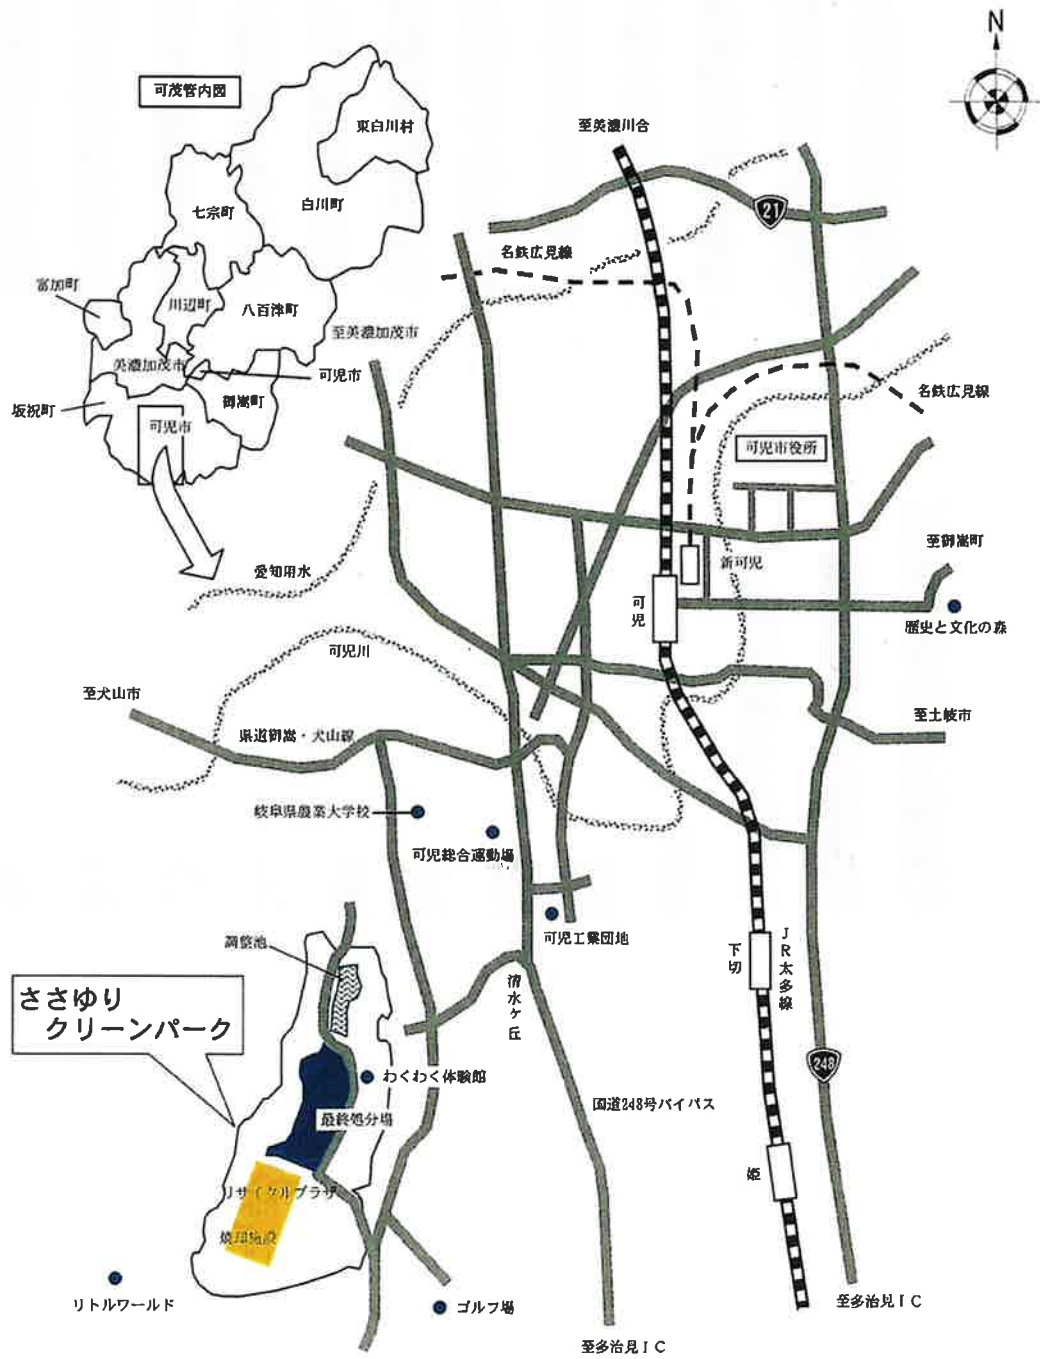 N
可茂管内図
東白川村
至美濃川合
白川町
七宗町
21
名鉄広見線
富加町
川辺町
八百津町
至美濃加茂市
美濃加茂市
可児市
坂祝町
御嵩町
名鉄広見線
可児市
可児市役所
至御嵩町
愛知用水
新可児
可児
歴史と文化の森
可児川
至犬山市
至土岐市
県道御嵩・犬山線
岐阜県農業大学校
可児総合運動場
可児工業団地
調整池
下切
JR太多線
清水ヶ丘
ささゆり
クリーンパーク
248
わくわく体験館
国道248号バイパス
最終処分場
姫
リサイクルプラザ
焼却施設
リトルワールド
ゴルフ場
至多治見IC
至多治見IC